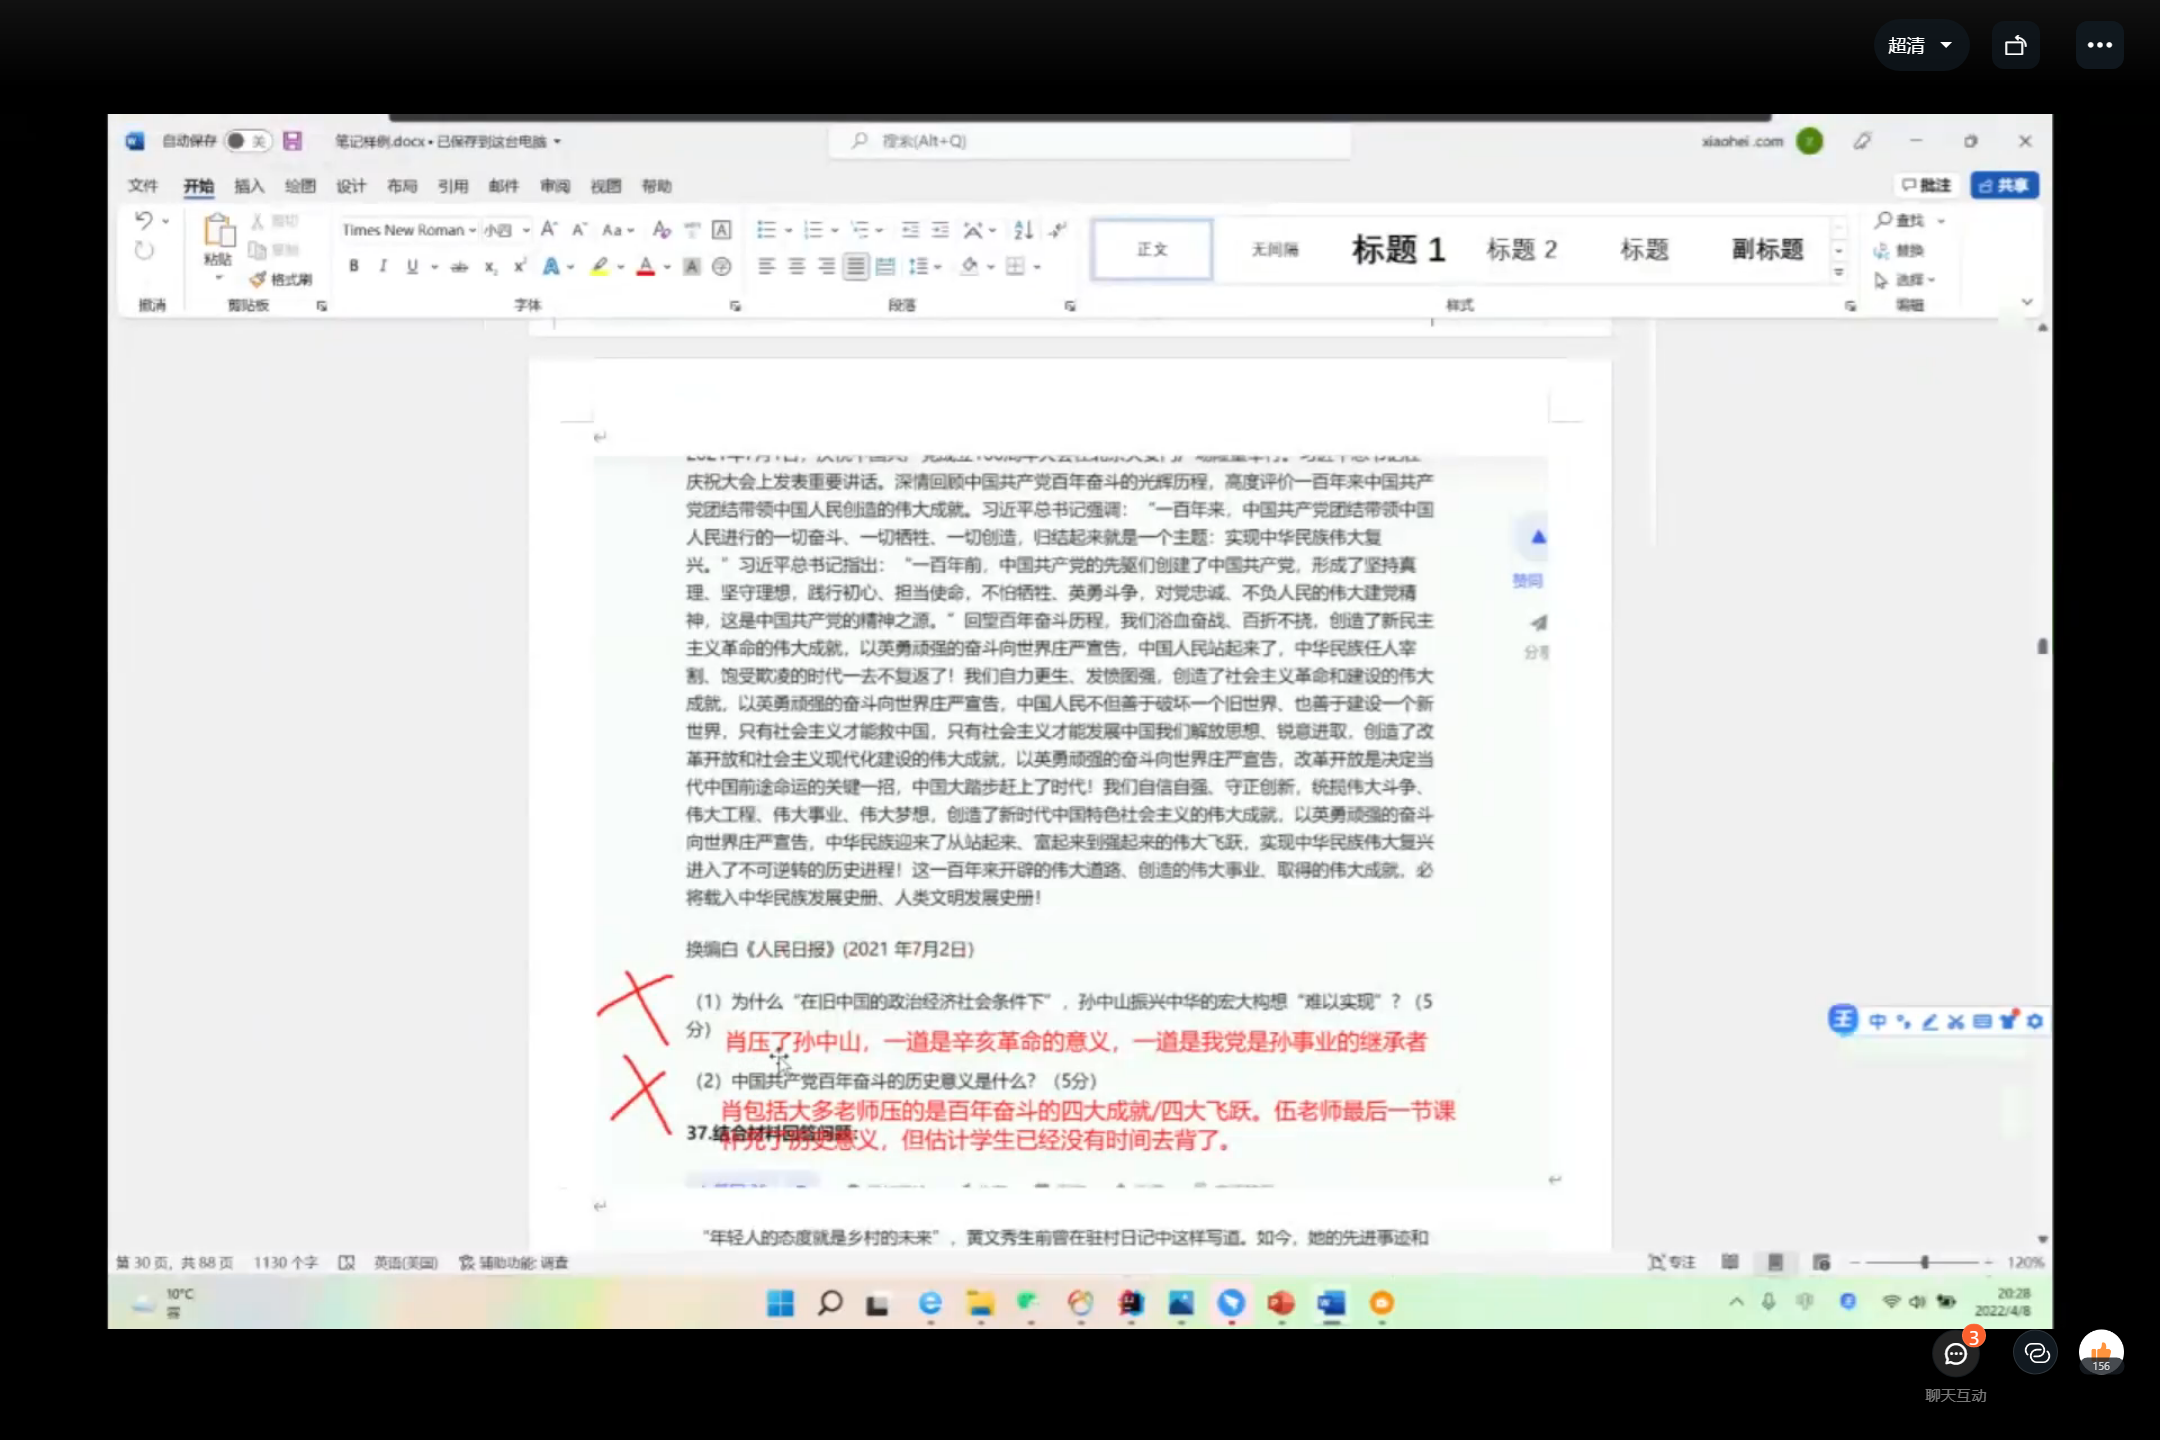 超清
自动保存 关 笔记样例.docx • 已保存到这台电脑 搜索(Alt+Q) xiaohei .com
文件 开始 插入 绘图 设计 布局 引用 邮件 审阅 视图 帮助 批注 共享
粘贴 剪切 复制 格式刷
Times New Roman 小四
正文 无间隔 标题 1 标题 2 标题 副标题
查找 替换 选择
撤消 剪贴板 字体 段落 样式 编辑
庆祝大会上发表重要讲话。深情回顾中国共产党百年奋斗的光辉历程，高度评价一百年来中国共产
党团结带领中国人民创造的伟大成就。习近平总书记强调：“一百年来，中国共产党团结带领中国
人民进行的一切奋斗、一切牺牲、一切创造，归结起来就是一个主题：实现中华民族伟大复
兴。”习近平总书记指出：“一百年前，中国共产党的先驱们创建了中国共产党，形成了坚持真
理、坚守理想，践行初心、担当使命，不怕牺牲、英勇斗争，对党忠诚、不负人民的伟大建党精
神，这是中国共产党的精神之源。”回望百年奋斗历程，我们浴血奋战、百折不挠，创造了新民主
主义革命的伟大成就，以英勇顽强的奋斗向世界庄严宣告，中国人民站起来了，中华民族任人宰
割、饱受欺凌的时代一去不复返了！我们自力更生、发愤图强，创造了社会主义革命和建设的伟大
成就，以英勇顽强的奋斗向世界庄严宣告，中国人民不但善于破坏一个旧世界、也善于建设一个新
世界，只有社会主义才能救中国，只有社会主义才能发展中国我们解放思想、锐意进取，创造了改
革开放和社会主义现代化建设的伟大成就，以英勇顽强的奋斗向世界庄严宣告，改革开放是决定当
代中国前途命运的关键一招，中国大踏步赶上了时代！我们自信自强、守正创新，统揽伟大斗争、
伟大工程、伟大事业、伟大梦想，创造了新时代中国特色社会主义的伟大成就，以英勇顽强的奋斗
向世界庄严宣告，中华民族迎来了从站起来、富起来到强起来的伟大飞跃，实现中华民族伟大复兴
进入了不可逆转的历史进程！这一百年来开辟的伟大道路、创造的伟大事业、取得的伟大成就，必
将载入中华民族发展史册、人类文明发展史册！
赞同
分享
换编白《人民日报》(2021 年7月2日)
（1）为什么“在旧中国的政治经济社会条件下”，孙中山振兴中华的宏大构想“难以实现”？（5
分）
肖压了孙中山，一道是辛亥革命的意义，一道是我党是孙事业的继承者
（2）中国共产党百年奋斗的历史意义是什么？（5分）
肖包括大多老师压的是百年奋斗的四大成就/四大飞跃。伍老师最后一节课
补充了历史意义，但估计学生已经没有时间去背了。
37.结合材料回答问题：
“年轻人的态度就是乡村的未来”，黄文秀生前曾在驻村日记中这样写道。如今，她的先进事迹和
中
第 30 页，共 88 页 1130 个字 英语(美国) 辅助功能: 调查 专注 120%
10°C
雾
20:28
2022/4/8
3
156
聊天互动